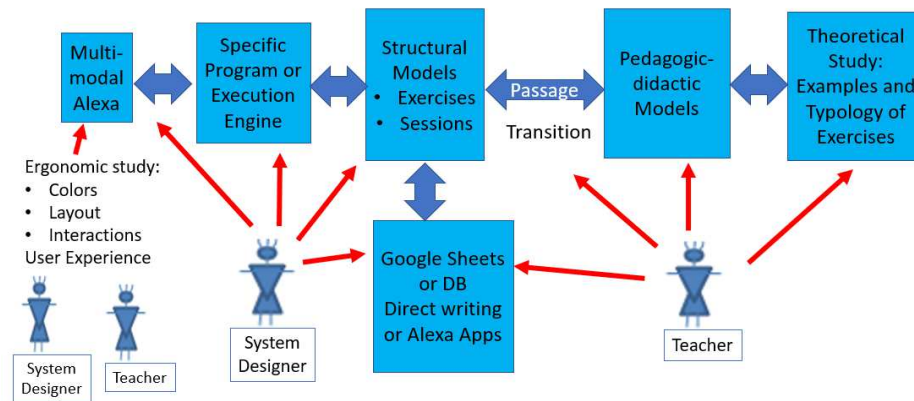 Multi-
modal
Alexa
Specific
Program or
Execution
Engine
Structural
Models
• Exercises
• Sessions
Passage
Transition
Pedagogic-
didactic
Models
Theoretical
Study:
Examples and
Typology of
Exercises
Ergonomic study:
• Colors
• Layout
• Interactions
User Experience
Google Sheets
or DB
Direct writing
or Alexa Apps
System
Designer
Teacher
System
Designer
Teacher